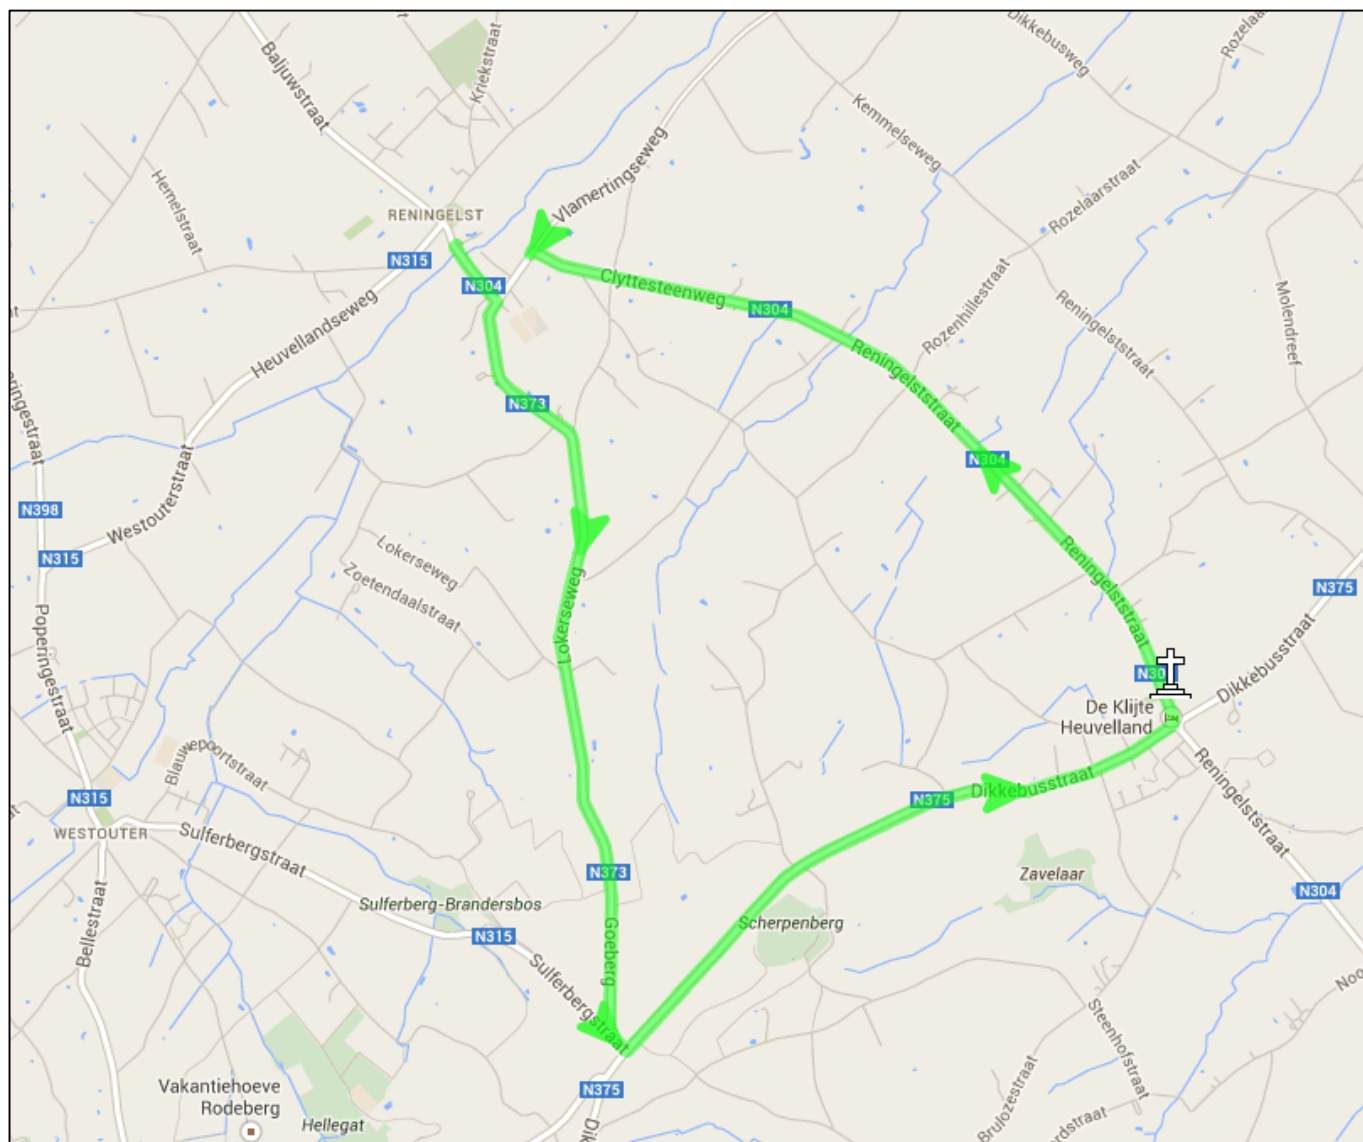 Dikkebusweg
Baljuwstraat
Kriekstraat
Kemmelseweg
Vlamertingseweg
Hemelstraat
RENINGELST
Rozelaarstraat
N315
N304
Clyttesteenweg
N304
Rozenhillestraat
Reningelststraat
Molendreef
Heuvellandseweg
Reningelststraat
N373
N304
Westouterstraat
N398
N315
Lokerseweg
Zoetendaalstraat
Reningelststraat
N375
Lokerseweg
Poperingestraat
Dikkebusstraat
De Klijte
Heuvelland
Blauwepoortstraat
Reningelststraat
N315
N375
Dikkebusstraat
WESTOUTER
Sulferbergstraat
N373
Zavelaar
N304
Sulferberg-Brandersbos
Bellestraat
N315
Goeberg
Scherpenberg
Sulferbergstraat
Steenhofstraat
Vakantiehoeve
Rodeberg
N375
Brulozestraat
Hellegat